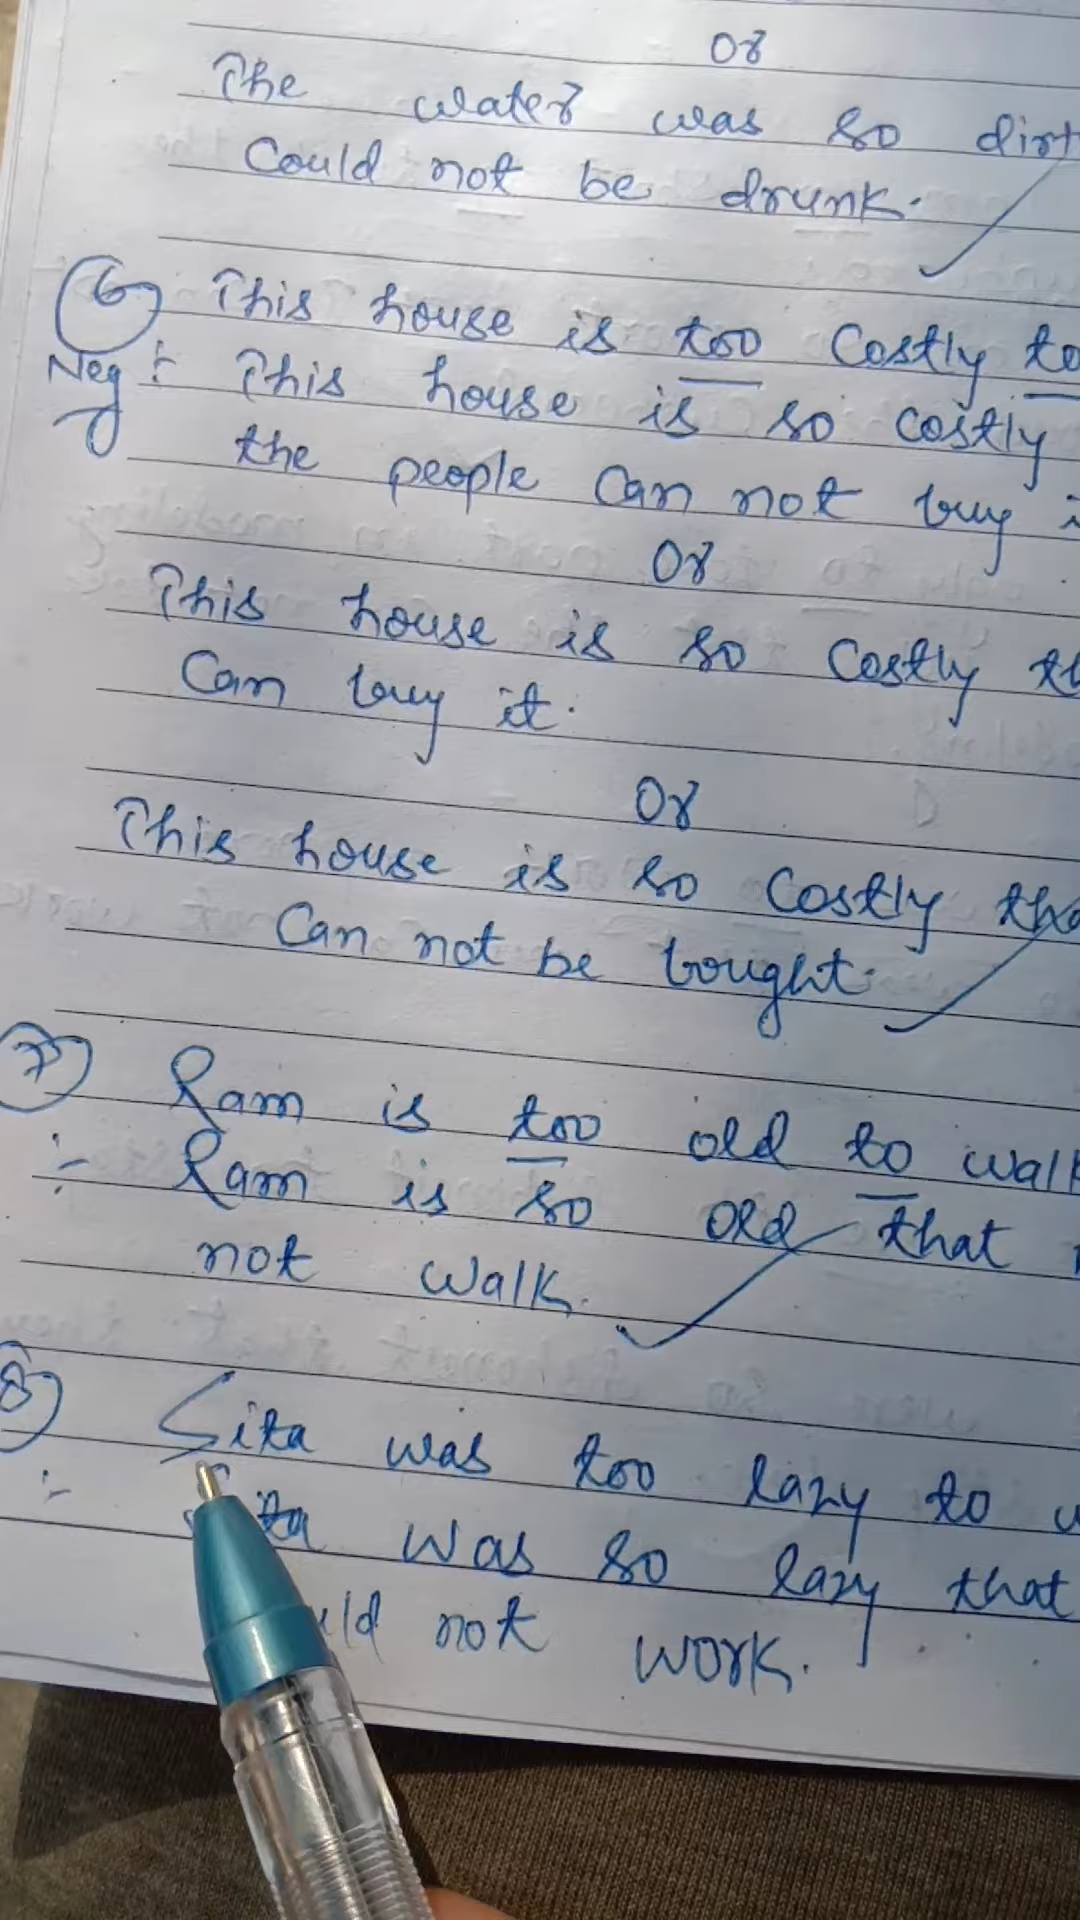 Or
The water was so
could not be drunk.
6 This house is too costly to
Neg :- This house is so costly
the people can not buy
Or
This house is so costly
can buy it.
Or
This house is so costly
can not be bought.
7 Ram is too old to walk
:- Ram is so old that
not walk.
8) Sita was too lazy to
:- was so lazy that
not work.